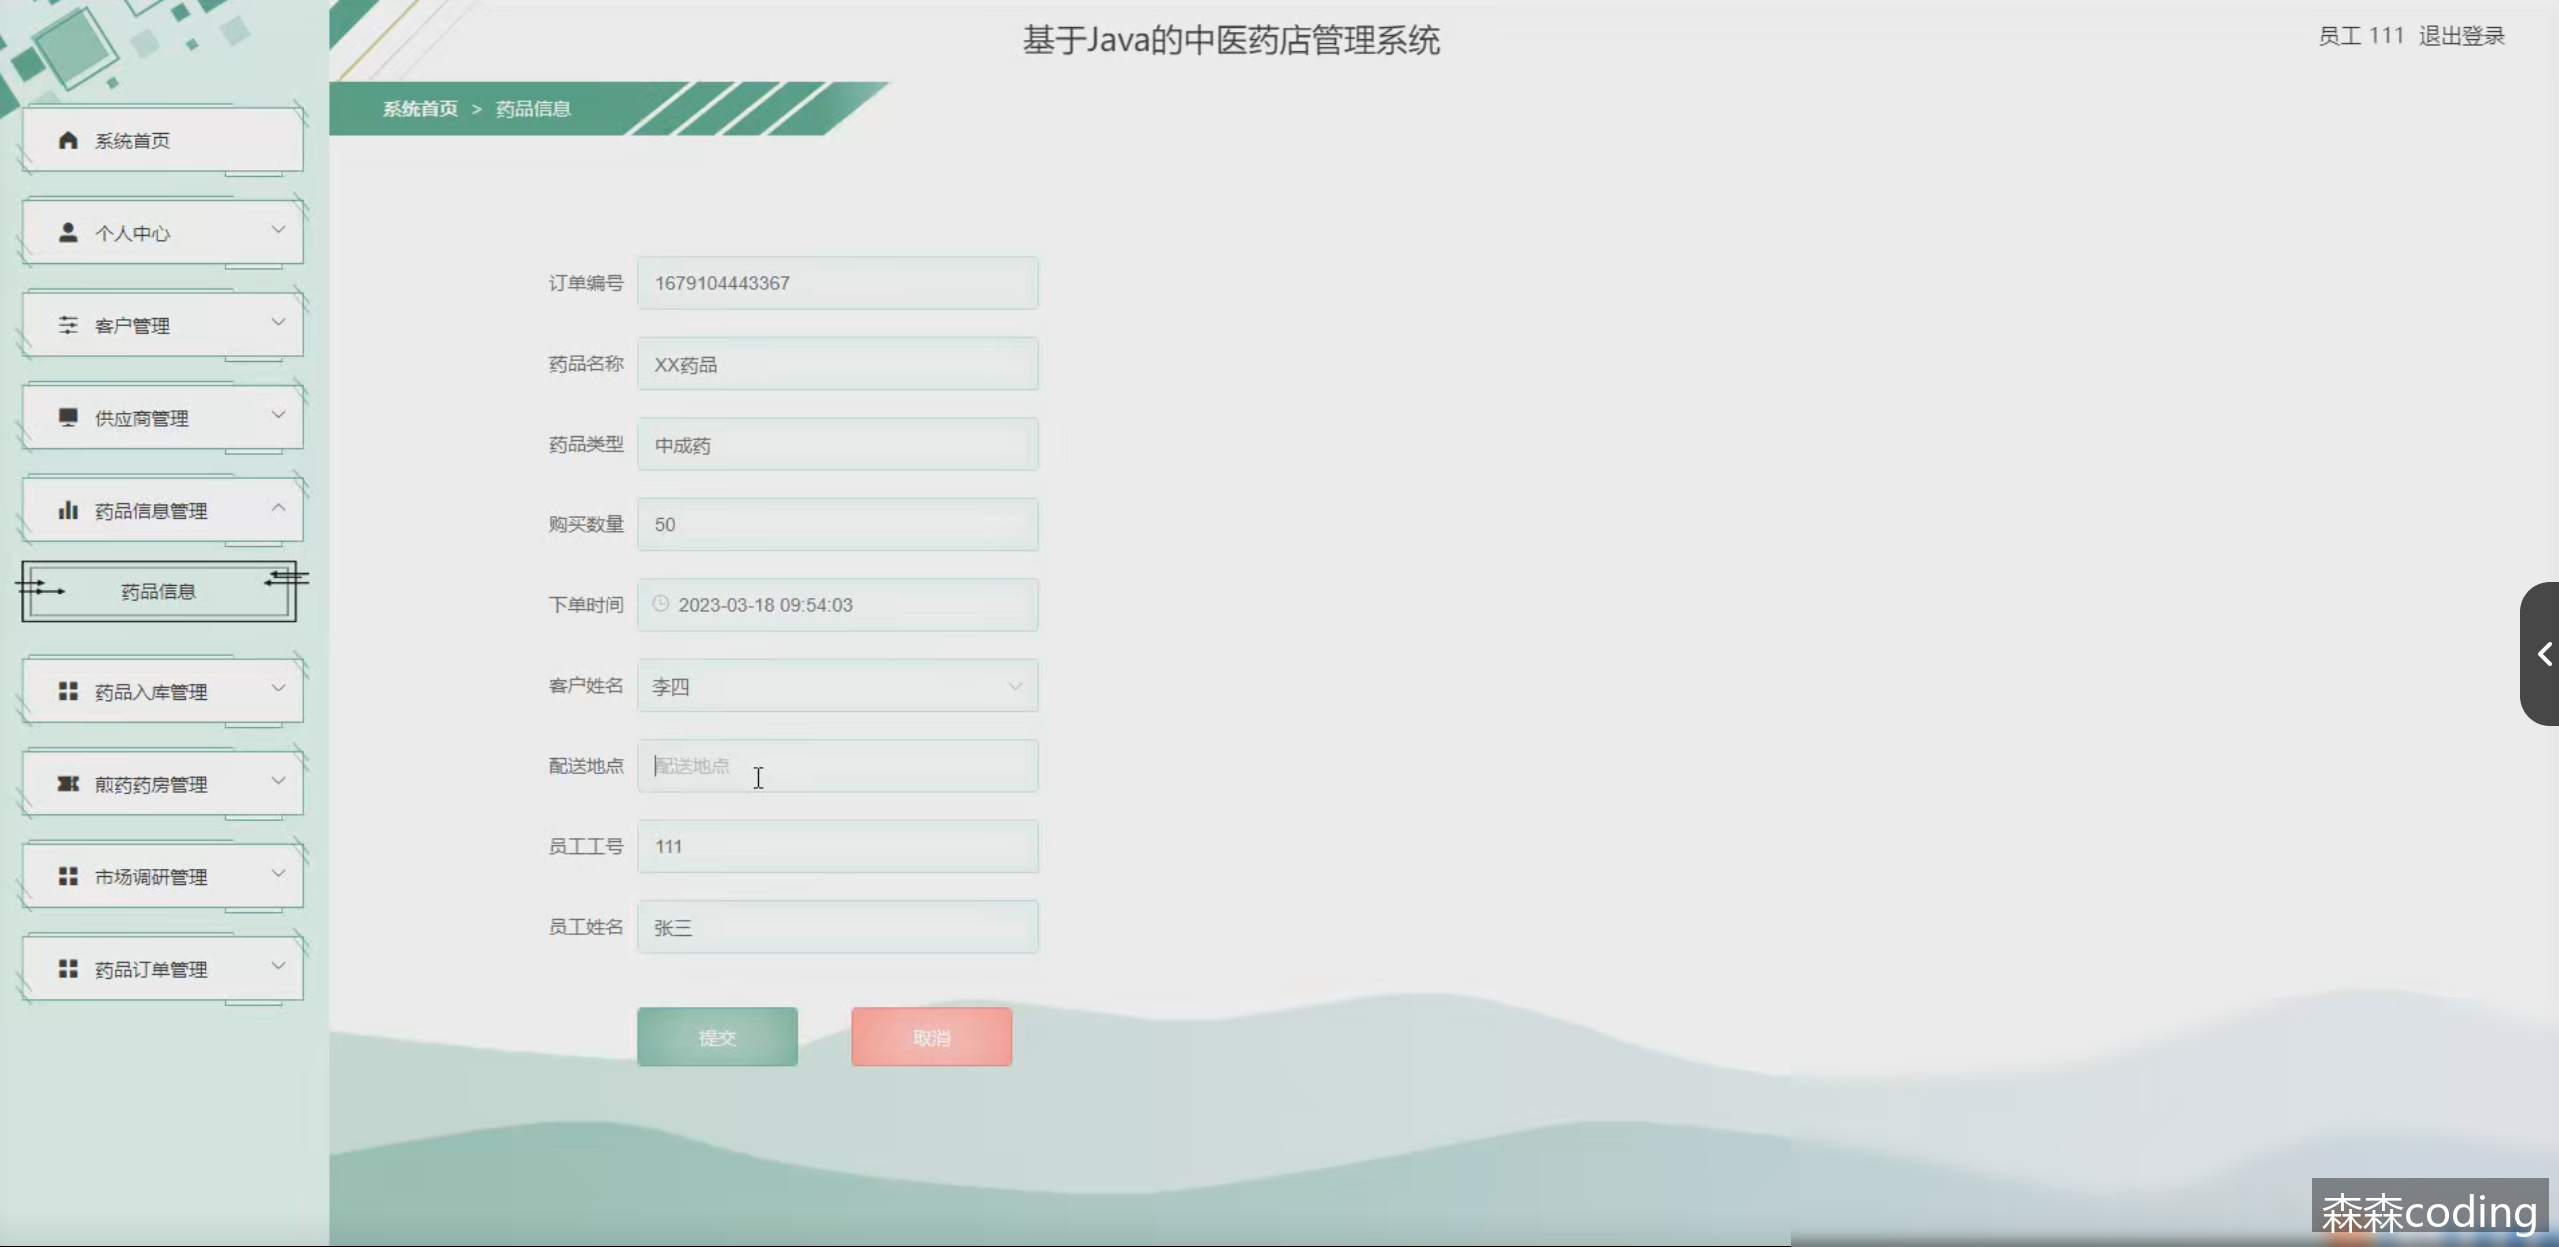 基于Java的中医药店管理系统
员工 111 退出登录
系统首页 > 药品信息
系统首页
个人中心
客户管理
供应商管理
药品信息管理
药品信息
药品入库管理
煎药药房管理
市场调研管理
药品订单管理
订单编号 1679104443367
药品名称 XX药品
药品类型 中成药
购买数量 50
下单时间 2023-03-18 09:54:03
客户姓名 李四
配送地点 配送地点
员工工号 111
员工姓名 张三
提交 取消
森森coding